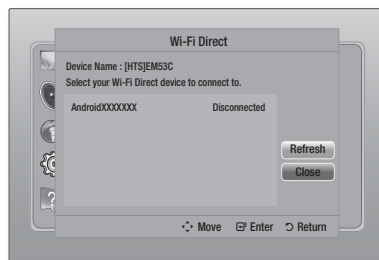 Wi-Fi Direct
Device Name : [HTS]EM53C
Select your Wi-Fi Direct device to connect to.
AndroidXXXXXXX Disconnected
Refresh
Close
Move Enter Return